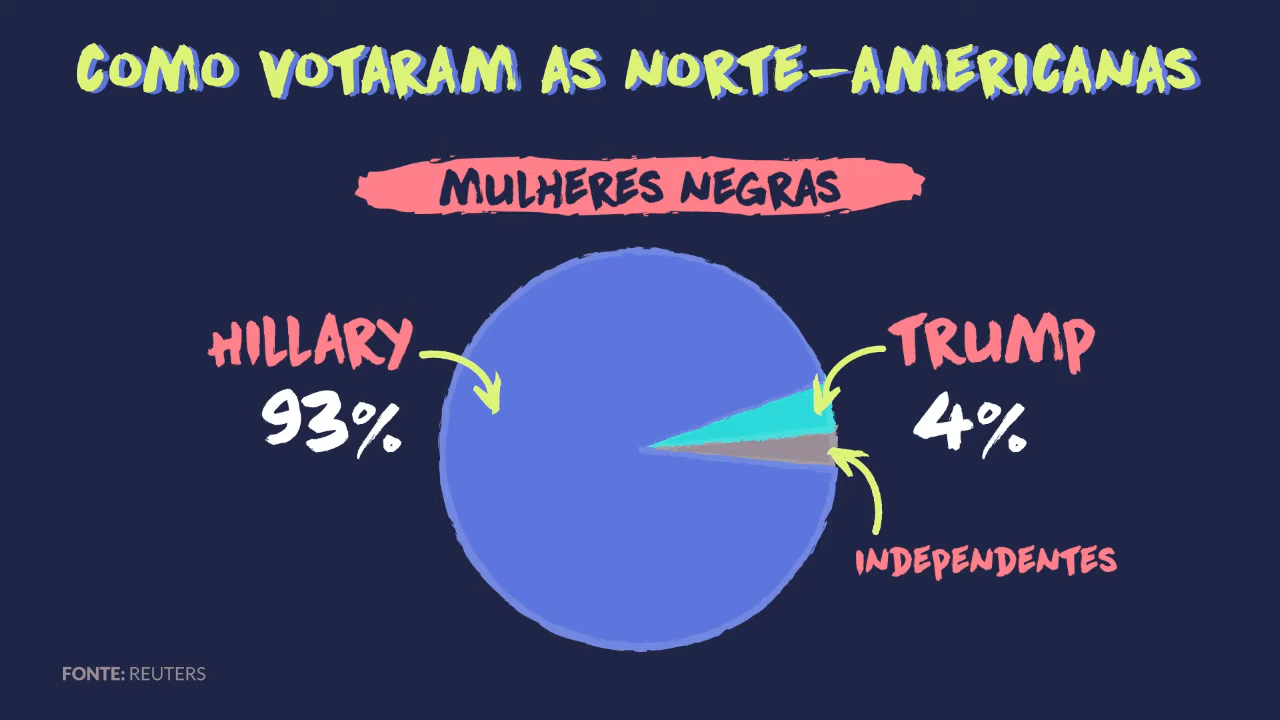 COMO VOTARAM AS NORTE-AMERICANAS
MULHERES NEGRAS
HILLARY
93%
TRUMP
4%
INDEPENDENTES
FONTE: REUTERS